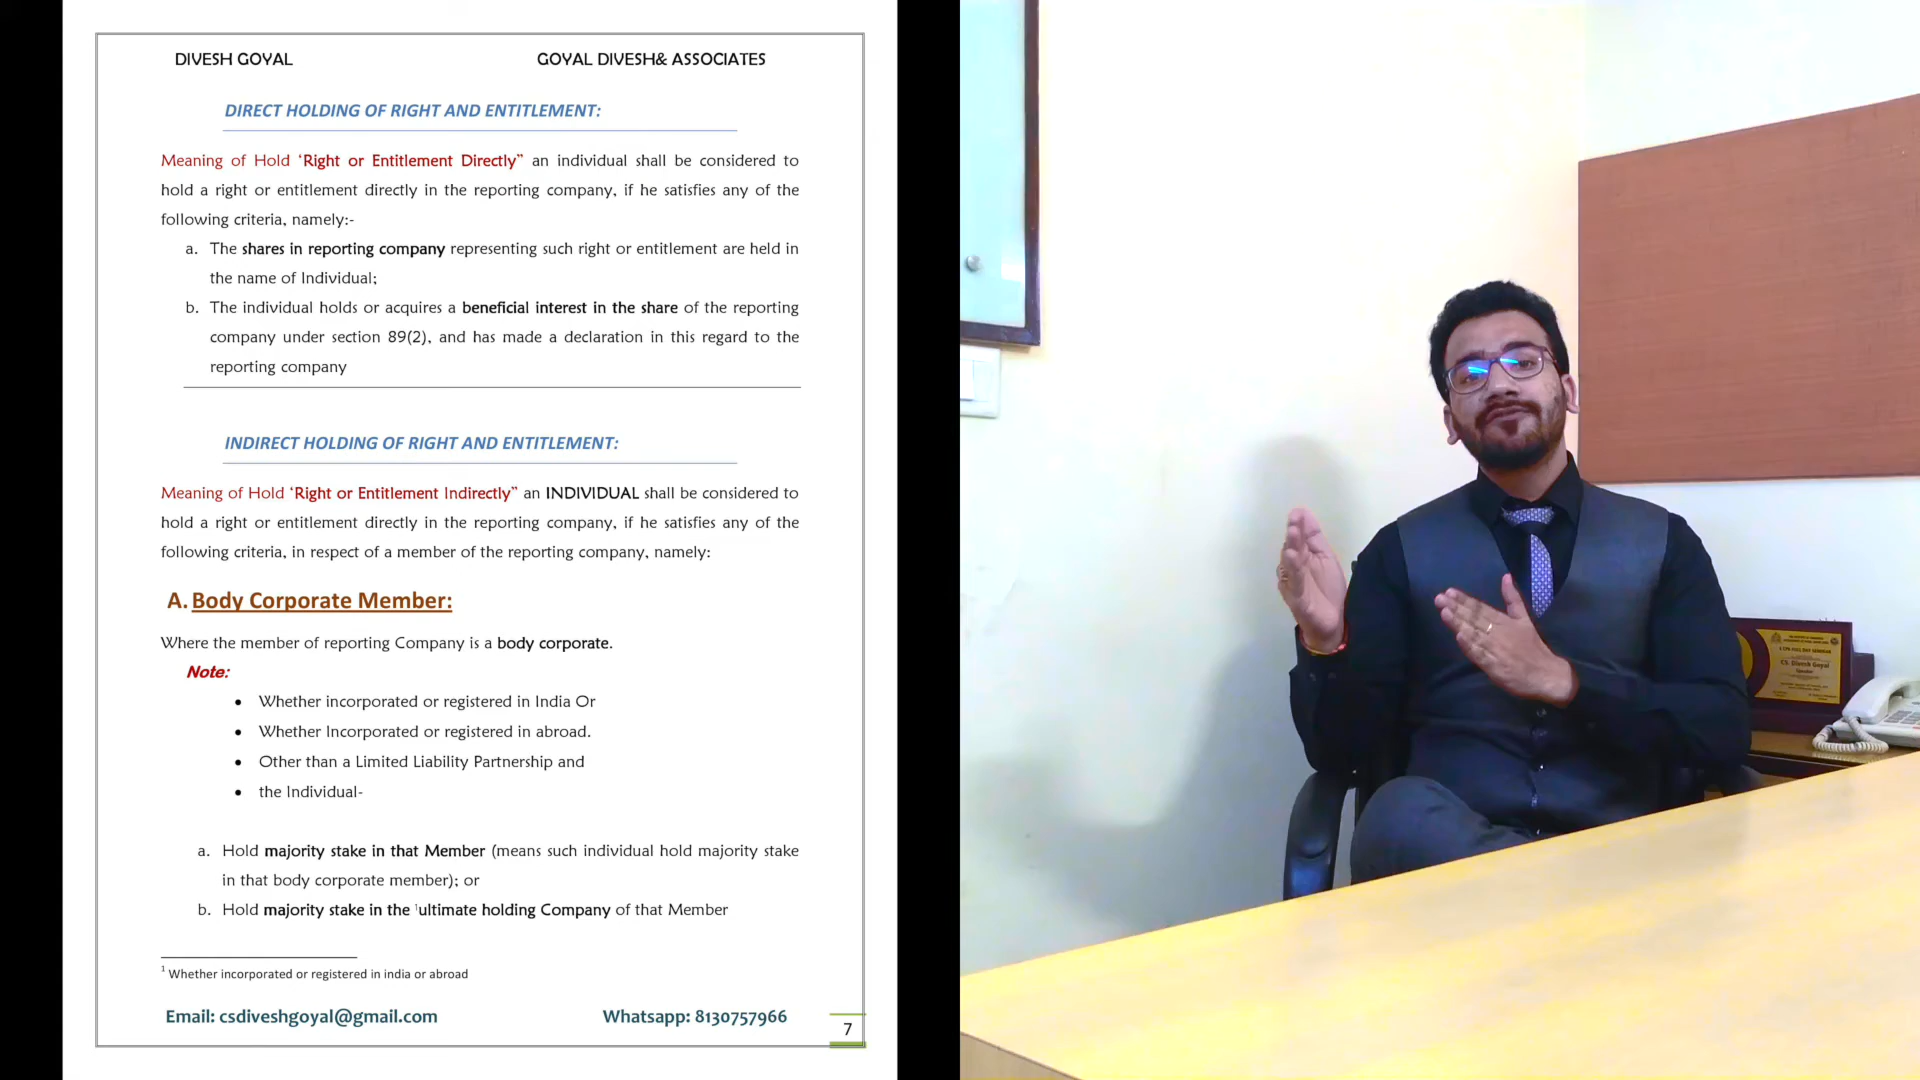 DIVESH GOYAL
GOYAL DIVESH& ASSOCIATES
DIRECT HOLDING OF RIGHT AND ENTITLEMENT:
Meaning of Hold ‘Right or Entitlement Directly” an individual shall be considered to
hold a right or entitlement directly in the reporting company, if he satisfies any of the
following criteria, namely:-
a. The shares in reporting company representing such right or entitlement are held in
the name of Individual;
b. The individual holds or acquires a beneficial interest in the share of the reporting
company under section 89(2), and has made a declaration in this regard to the
reporting company
INDIRECT HOLDING OF RIGHT AND ENTITLEMENT:
Meaning of Hold ‘Right or Entitlement Indirectly” an INDIVIDUAL shall be considered to
hold a right or entitlement directly in the reporting company, if he satisfies any of the
following criteria, in respect of a member of the reporting company, namely:
A. Body Corporate Member:
Where the member of reporting Company is a body corporate.
Note:
• Whether incorporated or registered in India Or
• Whether Incorporated or registered in abroad.
• Other than a Limited Liability Partnership and
• the Individual-
a. Hold majority stake in that Member (means such individual hold majority stake
in that body corporate member); or
b. Hold majority stake in the ¹ultimate holding Company of that Member
¹ Whether incorporated or registered in india or abroad
Email: csdiveshgoyal@gmail.com
Whatsapp: 8130757966
7
CS. Divesh Goyal